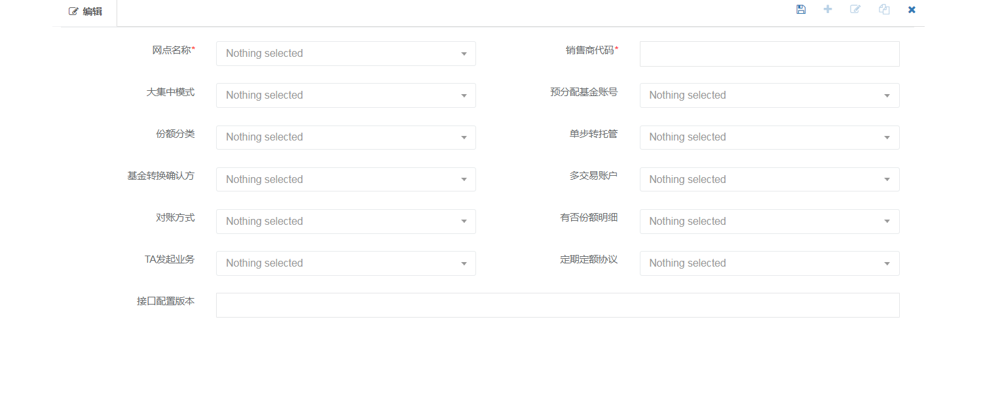 编辑
网点名称* Nothing selected 销售商代码*
大集中模式 Nothing selected 预分配基金账号 Nothing selected
份额分类 Nothing selected 单步转托管 Nothing selected
基金转换确认方 Nothing selected 多交易账户 Nothing selected
对账方式 Nothing selected 有否份额明细 Nothing selected
TA发起业务 Nothing selected 定期定额协议 Nothing selected
接口配置版本